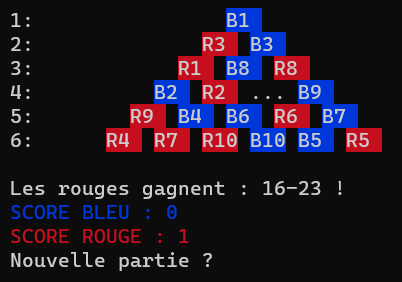 1: B1
2: R3 B3
3: R1 B8 R8
4: B2 R2 ... B9
5: R9 B4 B6 R6 B7
6: R4 R7 R10 B10 B5 R5
Les rouges gagnent : 16-23 !
SCORE BLEU : 0
SCORE ROUGE : 1
Nouvelle partie ?